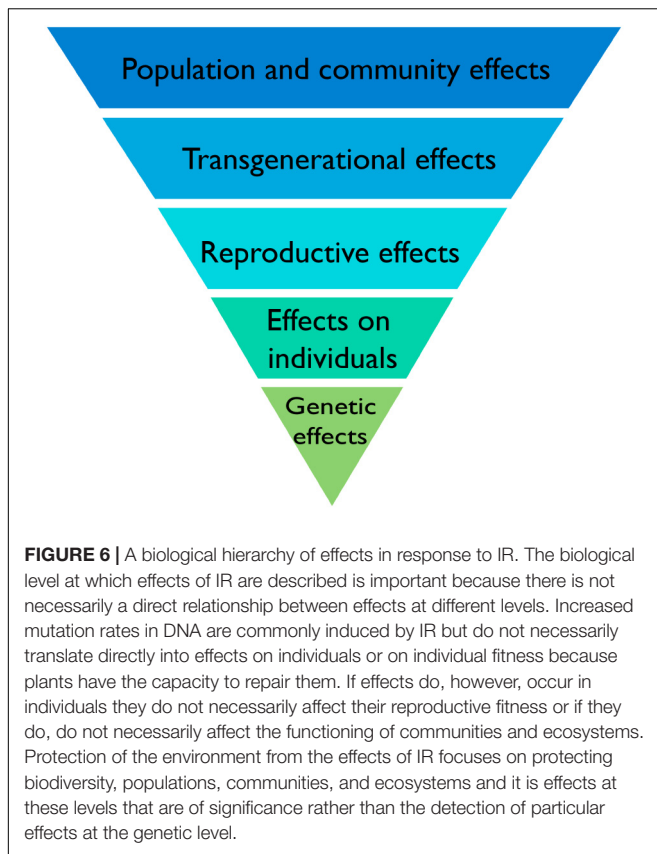 Population and community effects
Transgenerational effects
Reproductive effects
Effects on
individuals
Genetic
effects
FIGURE 6 | A biological hierarchy of effects in response to IR. The biological
level at which effects of IR are described is important because there is not
necessarily a direct relationship between effects at different levels. Increased
mutation rates in DNA are commonly induced by IR but do not necessarily
translate directly into effects on individuals or on individual fitness because
plants have the capacity to repair them. If effects do, however, occur in
individuals they do not necessarily affect their reproductive fitness or if they
do, do not necessarily affect the functioning of communities and ecosystems.
Protection of the environment from the effects of IR focuses on protecting
biodiversity, populations, communities, and ecosystems and it is effects at
these levels that are of significance rather than the detection of particular
effects at the genetic level.